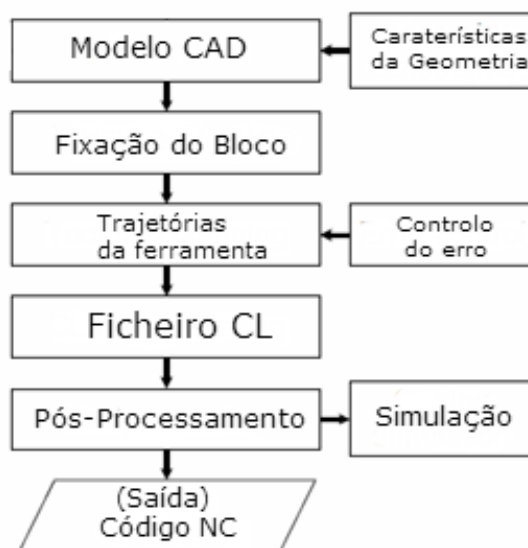 Modelo CAD
Caraterísticas
da Geometria
Fixação do Bloco
Trajetórias
da ferramenta
Controlo
do erro
Ficheiro CL
Pós-Processamento
Simulação
(Saída)
Código NC